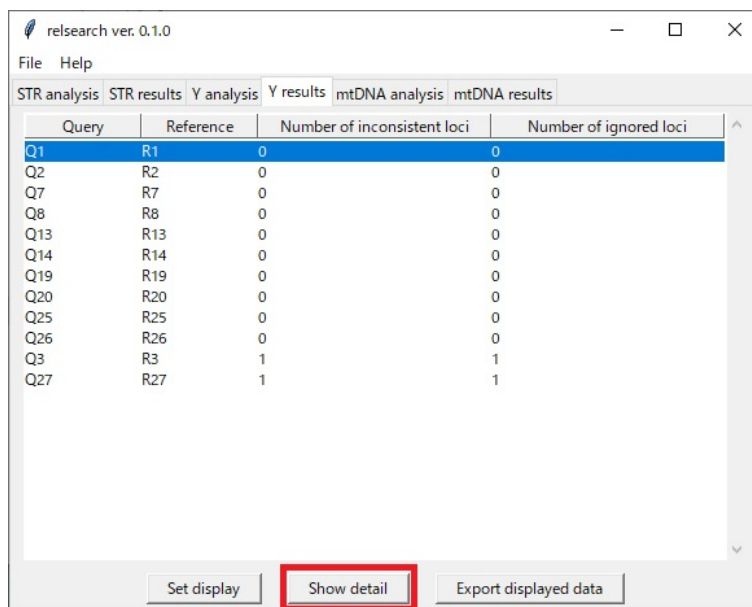 relsearch ver. 0.1.0
File Help
STR analysis STR results Y analysis Y results mtDNA analysis mtDNA results
Query Reference Number of inconsistent loci Number of ignored loci
Q1 R1 0 0
Q2 R2 0 0
Q7 R7 0 0
Q8 R8 0 0
Q13 R13 0 0
Q14 R14 0 0
Q19 R19 0 0
Q20 R20 0 0
Q25 R25 0 0
Q26 R26 0 0
Q3 R3 1 1
Q27 R27 1 1
Set display Show detail Export displayed data